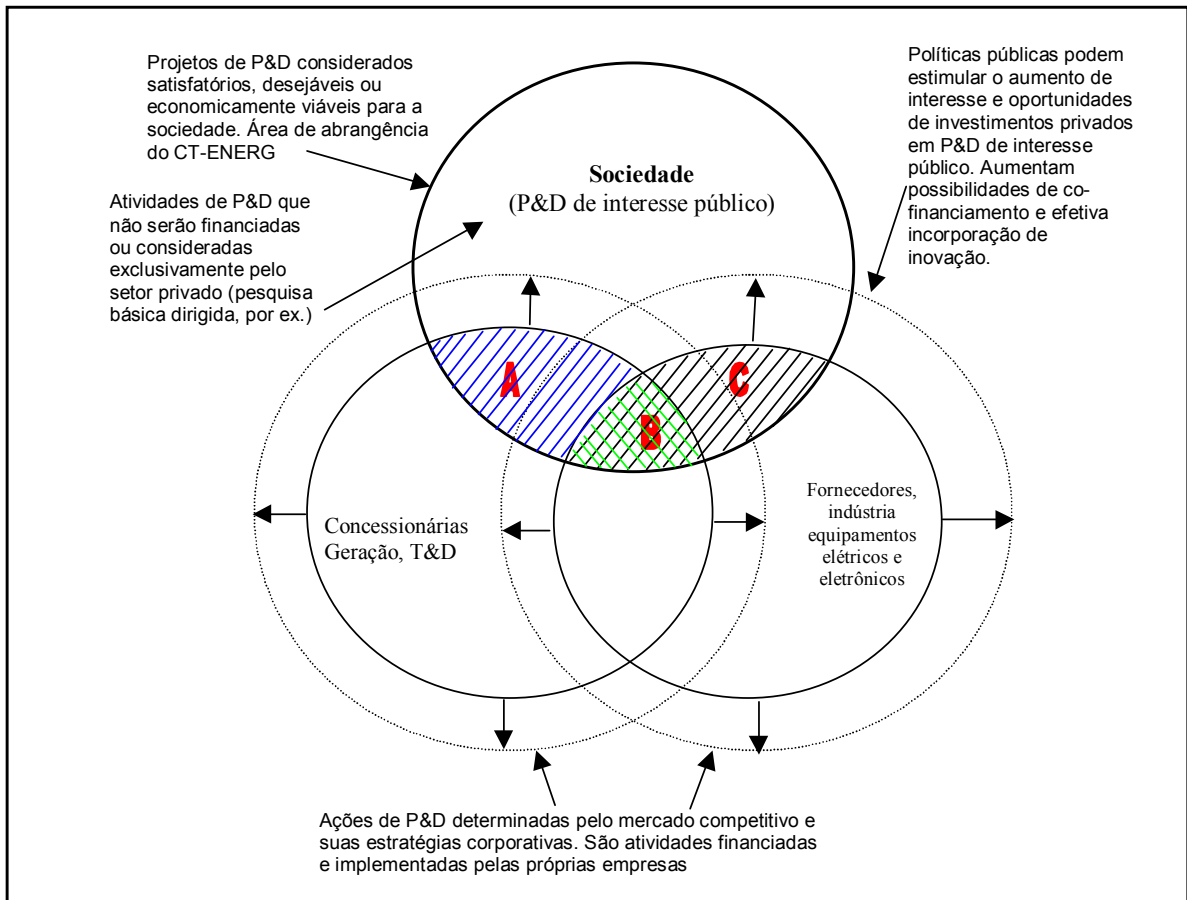 Projetos de P&D considerados
satisfatórios, desejáveis ou
economicamente viáveis para a
sociedade. Área de abrangência
do CT-ENERG
Políticas públicas podem
estimular o aumento de
interesse e oportunidades
de investimentos privados
em P&D de interesse
público. Aumentam
possibilidades de co-
financiamento e efetiva
incorporação de
inovação.
Sociedade
(P&D de interesse público)
Atividades de P&D que
não serão financiadas
ou consideradas
exclusivamente pelo
setor privado (pesquisa
básica dirigida, por ex.)
A
C
B
Concessionárias
Geração, T&D
Fornecedores,
indústria
equipamentos
elétricos e
eletrônicos
Ações de P&D determinadas pelo mercado competitivo e
suas estratégias corporativas. São atividades financiadas
e implementadas pelas próprias empresas